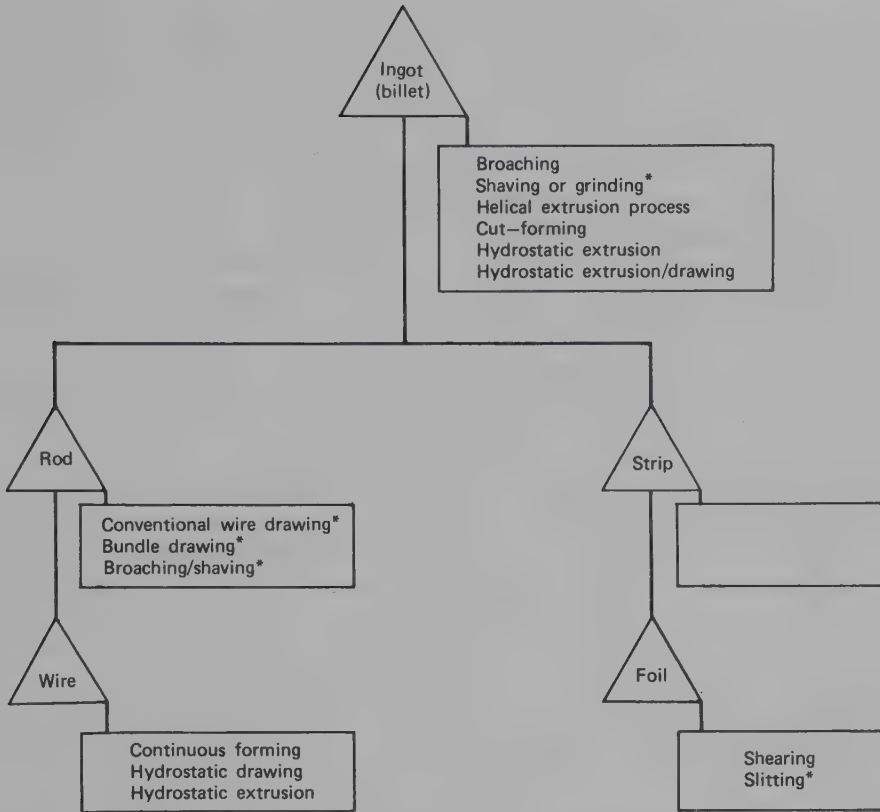 Ingot
(billet)
Broaching
Shaving or grinding*
Helical extrusion process
Cut—forming
Hydrostatic extrusion
Hydrostatic extrusion/drawing
Rod
Strip
Conventional wire drawing*
Bundle drawing*
Broaching/shaving*
Wire
Foil
Continuous forming
Hydrostatic drawing
Hydrostatic extrusion
Shearing
Slitting*